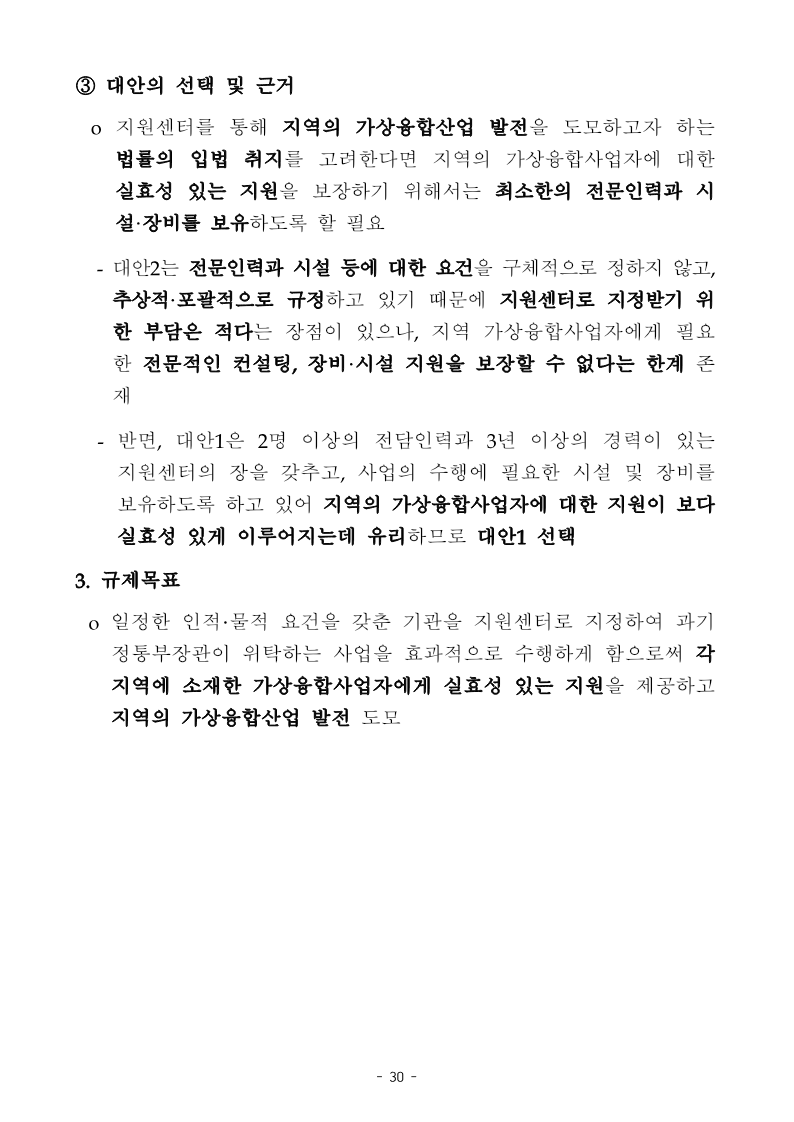 ③ 대안의 선택 및 근거
o 지원센터를 통해 지역의 가상융합산업 발전을 도모하고자 하는
법률의 입법 취지를 고려한다면 지역의 가상융합사업자에 대한
실효성 있는 지원을 보장하기 위해서는 최소한의 전문인력과 시
설·장비를 보유하도록 할 필요
- 대안2는 전문인력과 시설 등에 대한 요건을 구체적으로 정하지 않고,
추상적·포괄적으로 규정하고 있기 때문에 지원센터로 지정받기 위
한 부담은 적다는 장점이 있으나, 지역 가상융합사업자에게 필요
한 전문적인 컨설팅, 장비·시설 지원을 보장할 수 없다는 한계 존
재
- 반면, 대안1은 2명 이상의 전담인력과 3년 이상의 경력이 있는
지원센터의 장을 갖추고, 사업의 수행에 필요한 시설 및 장비를
보유하도록 하고 있어 지역의 가상융합사업자에 대한 지원이 보다
실효성 있게 이루어지는데 유리하므로 대안1 선택
3. 규제목표
o 일정한 인적·물적 요건을 갖춘 기관을 지원센터로 지정하여 과기
정통부장관이 위탁하는 사업을 효과적으로 수행하게 함으로써 각
지역에 소재한 가상융합사업자에게 실효성 있는 지원을 제공하고
지역의 가상융합산업 발전 도모
- 30 -